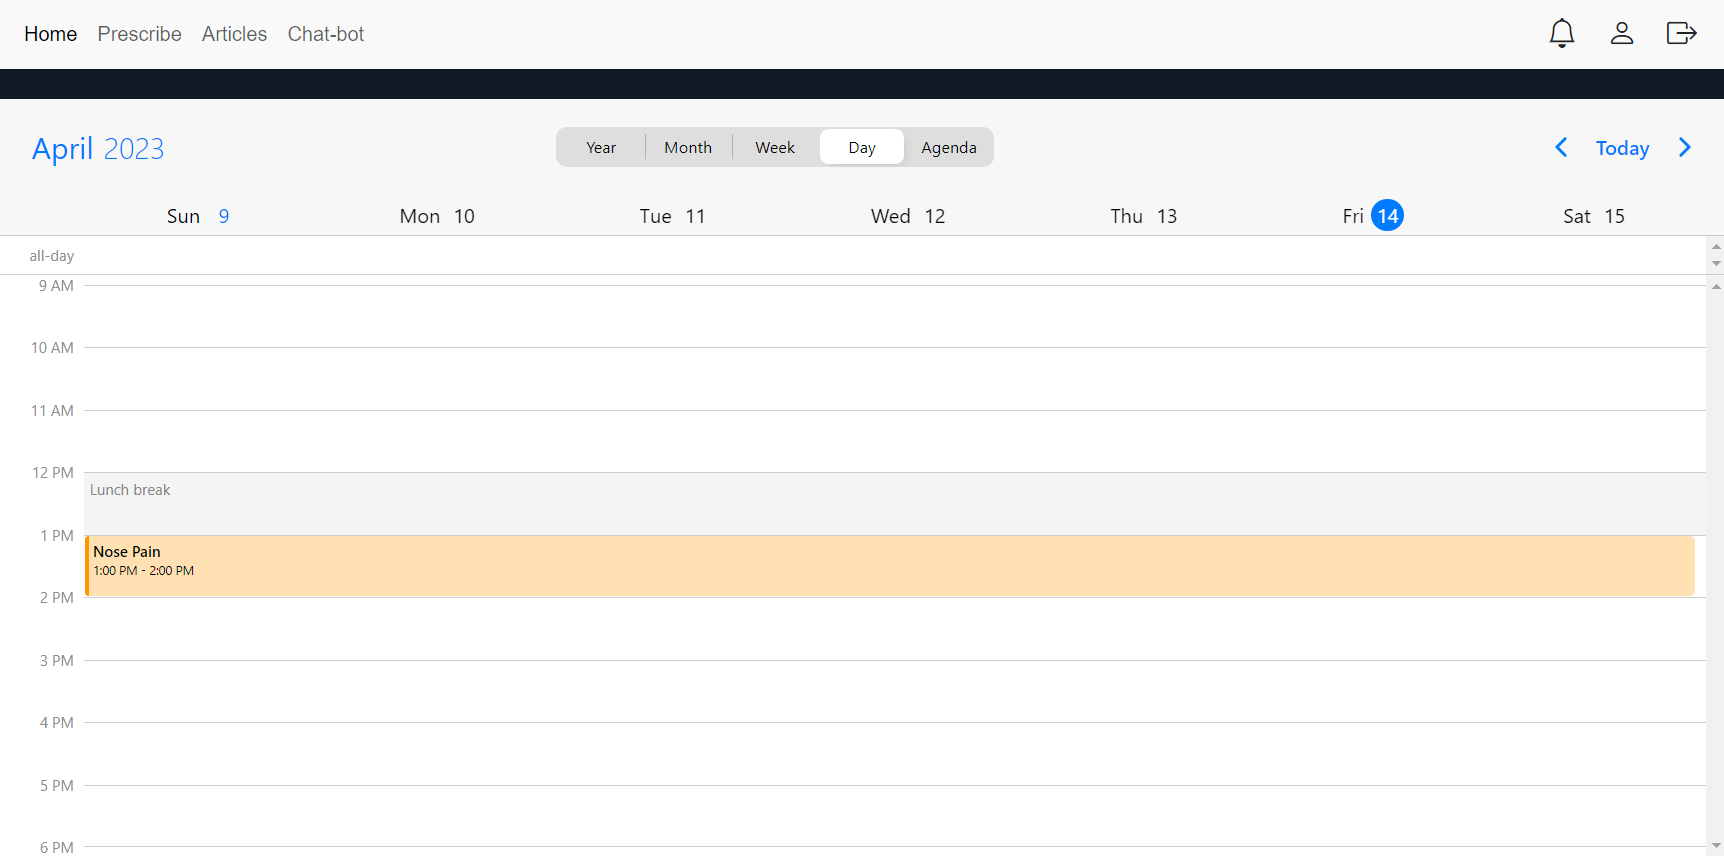 Home Prescribe Articles Chat-bot
April 2023 Year Month Week Day Agenda Today
Sun 9 Mon 10 Tue 11 Wed 12 Thu 13 Fri 14 Sat 15
all-day
9 AM
10 AM
11 AM
12 PM
Lunch break
1 PM
Nose Pain
1:00 PM - 2:00 PM
2 PM
3 PM
4 PM
5 PM
6 PM